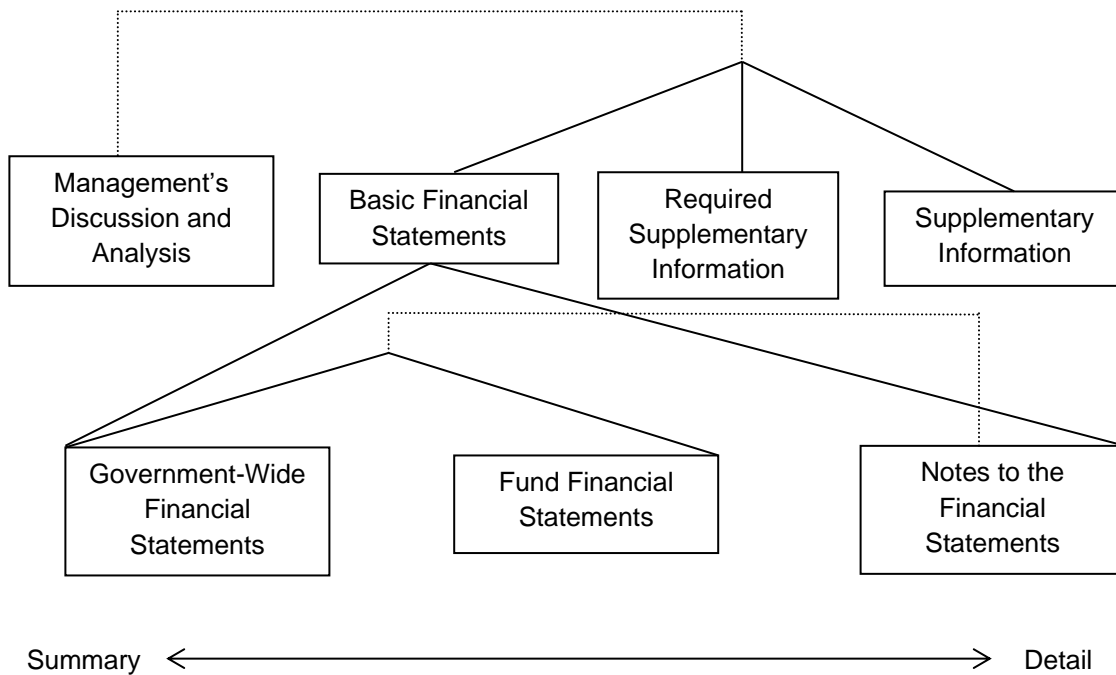 Management's
Discussion and
Analysis
Basic Financial
Statements
Required
Supplementary
Information
Supplementary
Information
Government-Wide
Financial
Statements
Fund Financial
Statements
Notes to the
Financial
Statements
Summary
Detail